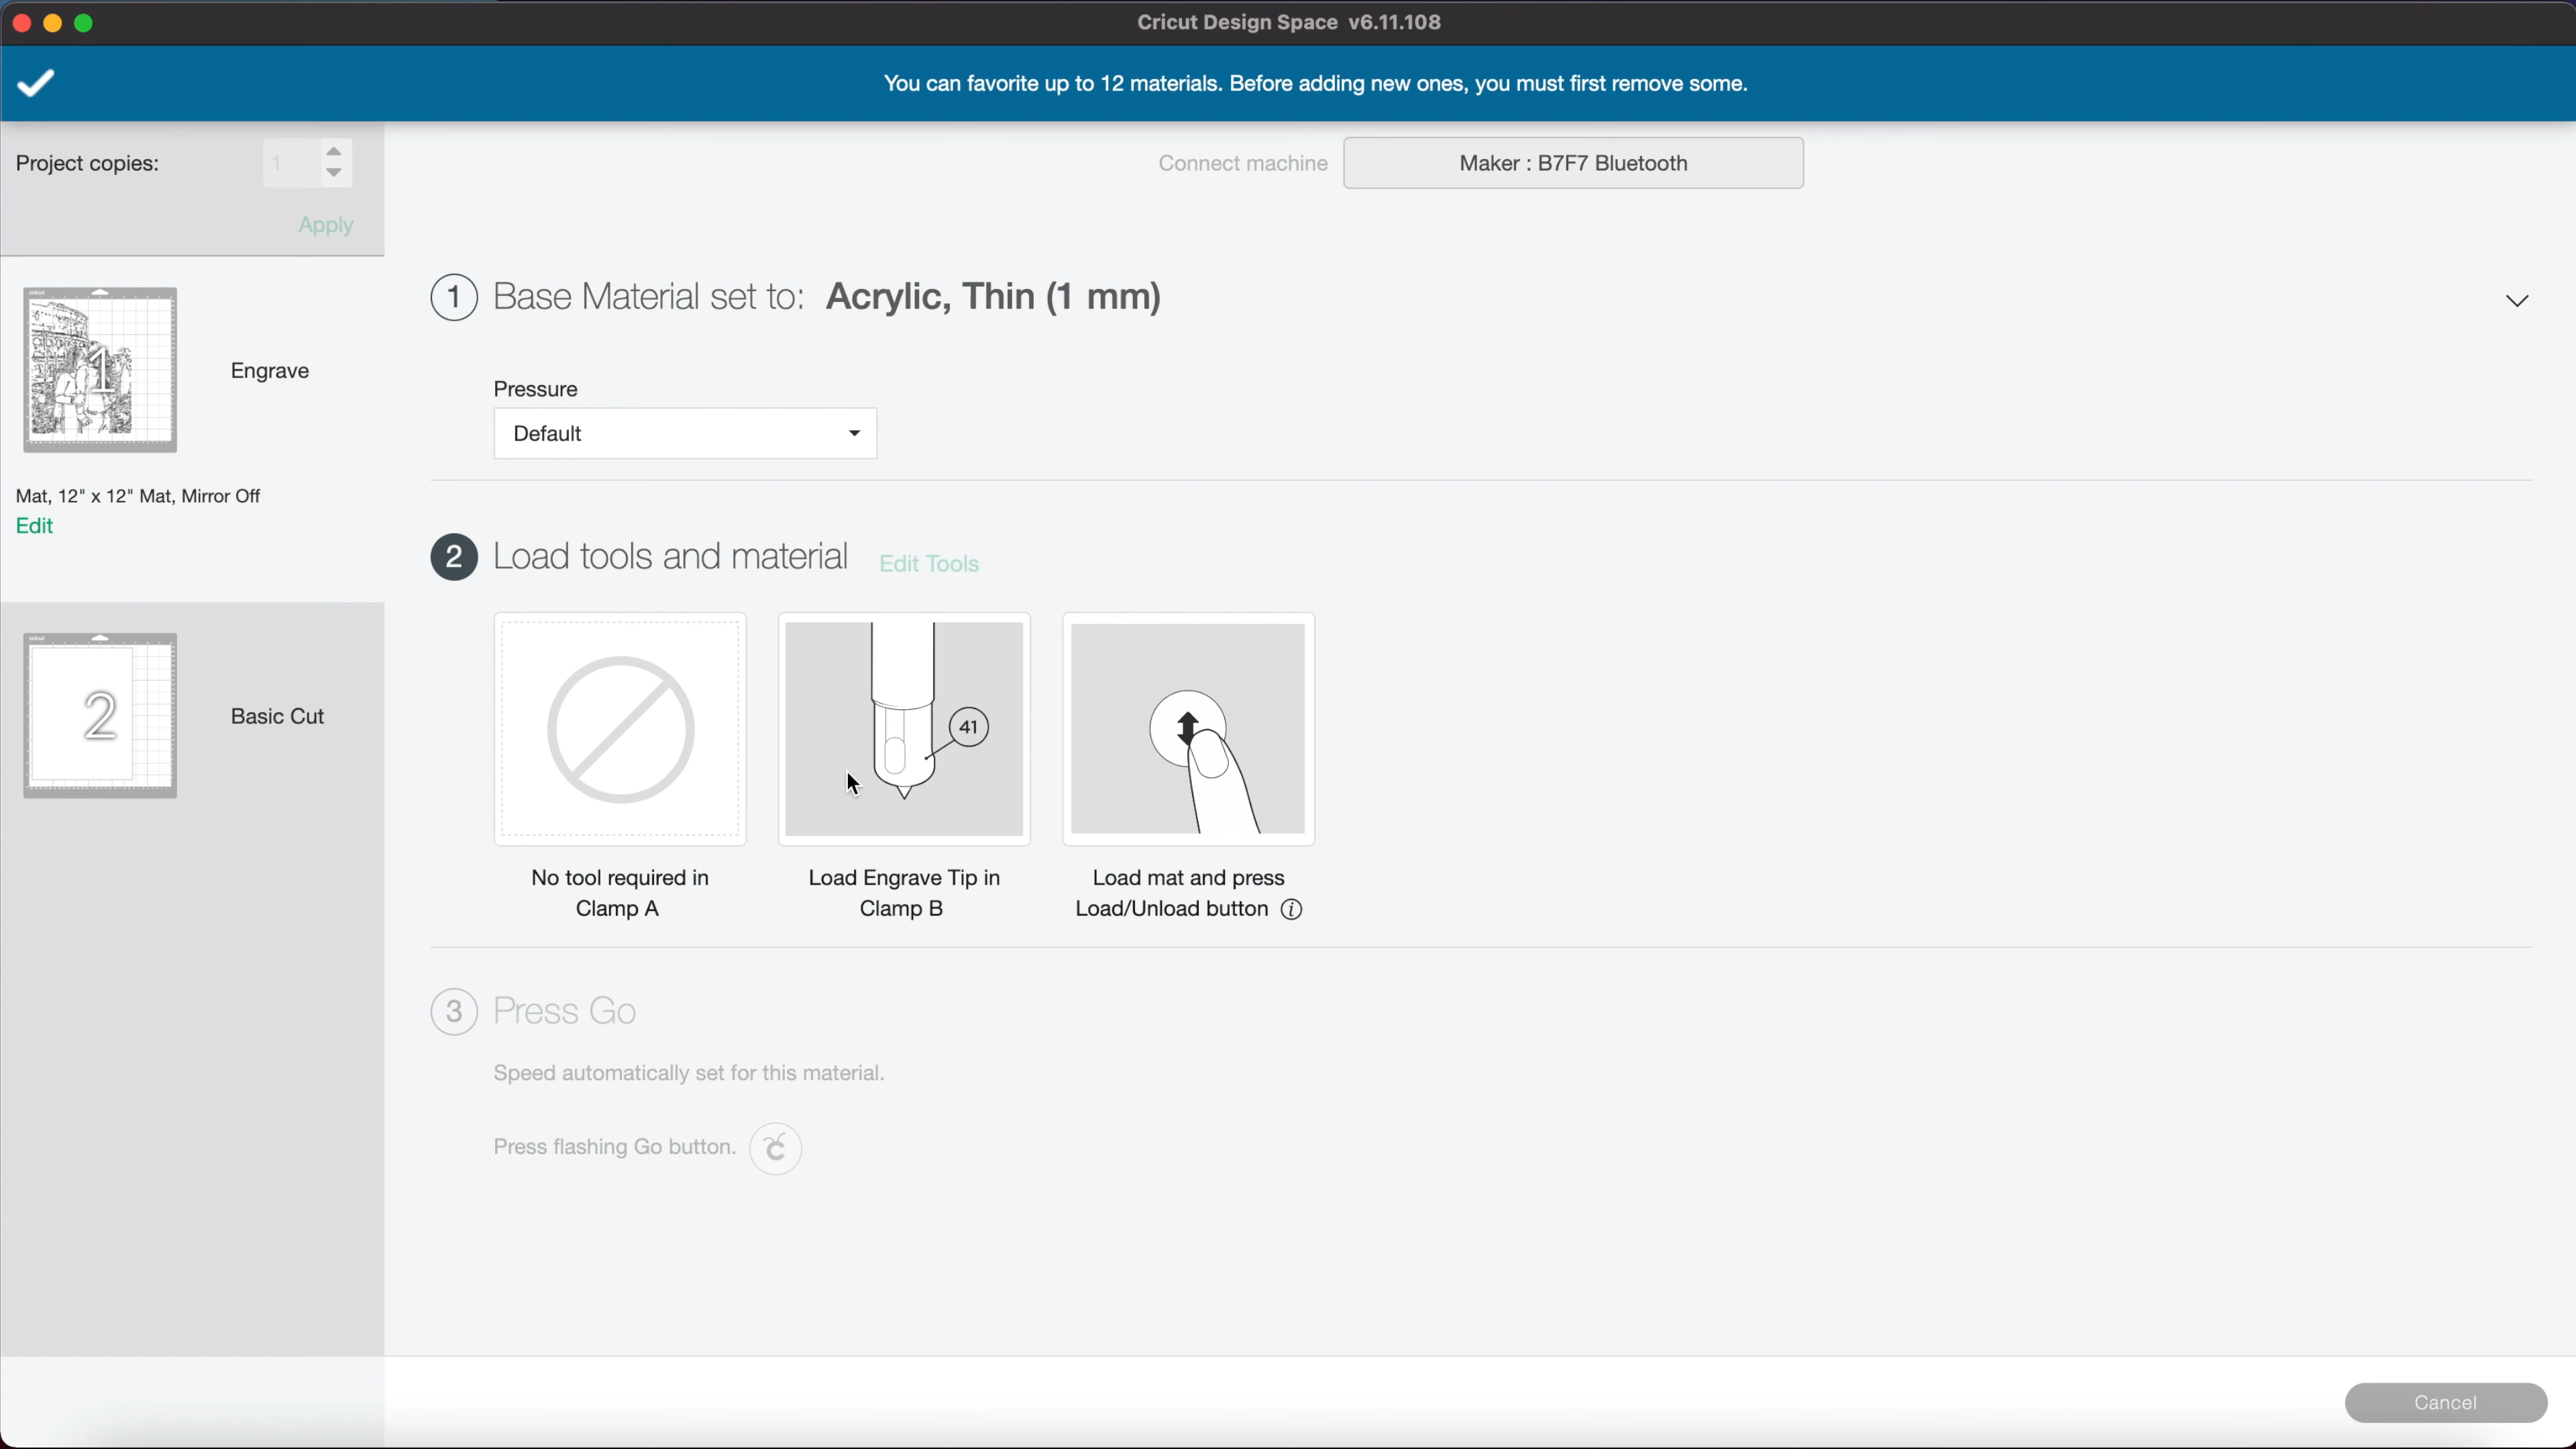 Cricut Design Space v6.11.108
You can favorite up to 12 materials. Before adding new ones, you must first remove some.
Project copies:
1
Apply
Connect machine
Maker : B7F7 Bluetooth
1
Engrave
Mat, 12" x 12" Mat, Mirror Off
Edit
2
Basic Cut
1 Base Material set to: Acrylic, Thin (1 mm)
Pressure
Default
2 Load tools and material Edit Tools
41
No tool required in
Clamp A
Load Engrave Tip in
Clamp B
Load mat and press
Load/Unload button
3 Press Go
Speed automatically set for this material.
Press flashing Go button.
Cancel